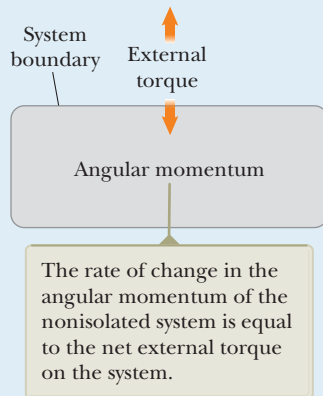 System
boundary
External
torque
Angular momentum
The rate of change in the
angular momentum of the
nonisolated system is equal
to the net external torque
on the system.